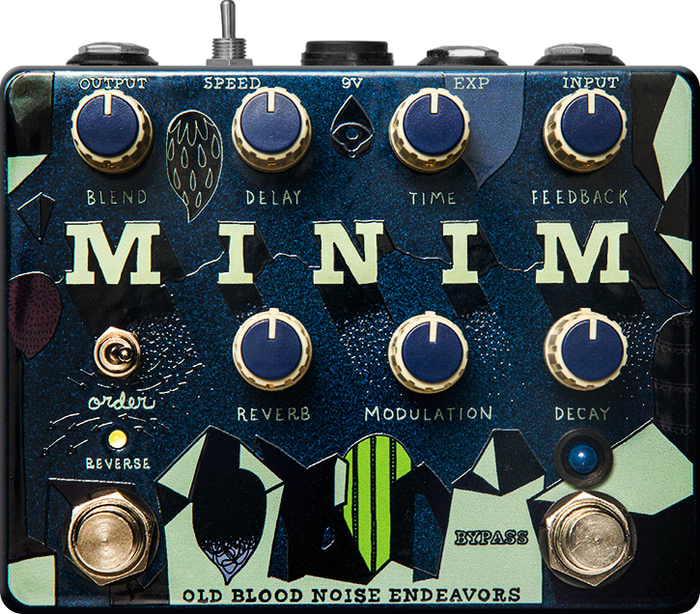 OUTPUT SPEED 9V EXP INPUT
BLEND DELAY TIME FEEDBACK
MINIM
order REVERB MODULATION DECAY
REVERSE
BYPASS
OLD BLOOD NOISE ENDEAVORS